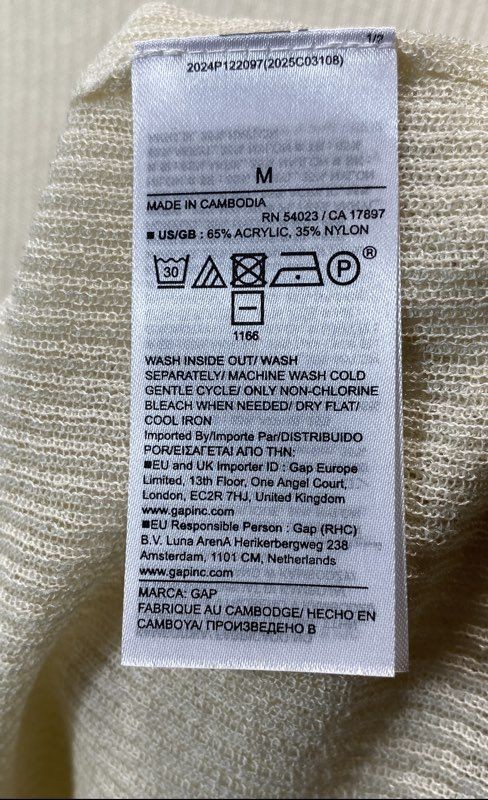 1/2
2024P122097(2025C03108)
M
MADE IN CAMBODIA
RN 54023 / CA 17897
■ US/GB : 65% ACRYLIC, 35% NYLON
30 P ®
1166
WASH INSIDE OUT/ WASH
SEPARATELY/ MACHINE WASH COLD
GENTLE CYCLE/ ONLY NON-CHLORINE
BLEACH WHEN NEEDED/ DRY FLAT/
COOL IRON
Imported By/Importe Par/DISTRIBUIDO
POR/ΕΙΣΑΓΕΤΑΙ ΑΠΟ ΤΗΝ:
■EU and UK Importer ID : Gap Europe
Limited, 13th Floor, One Angel Court,
London, EC2R 7HJ, United Kingdom
www.gapinc.com
■EU Responsible Person : Gap (RHC)
B.V. Luna ArenA Herikerbergweg 238
Amsterdam, 1101 CM, Netherlands
www.gapinc.com
MARCA: GAP
FABRIQUE AU CAMBODGE/ HECHO EN
CAMBOYA/ ПРОИЗВЕДЕНО В